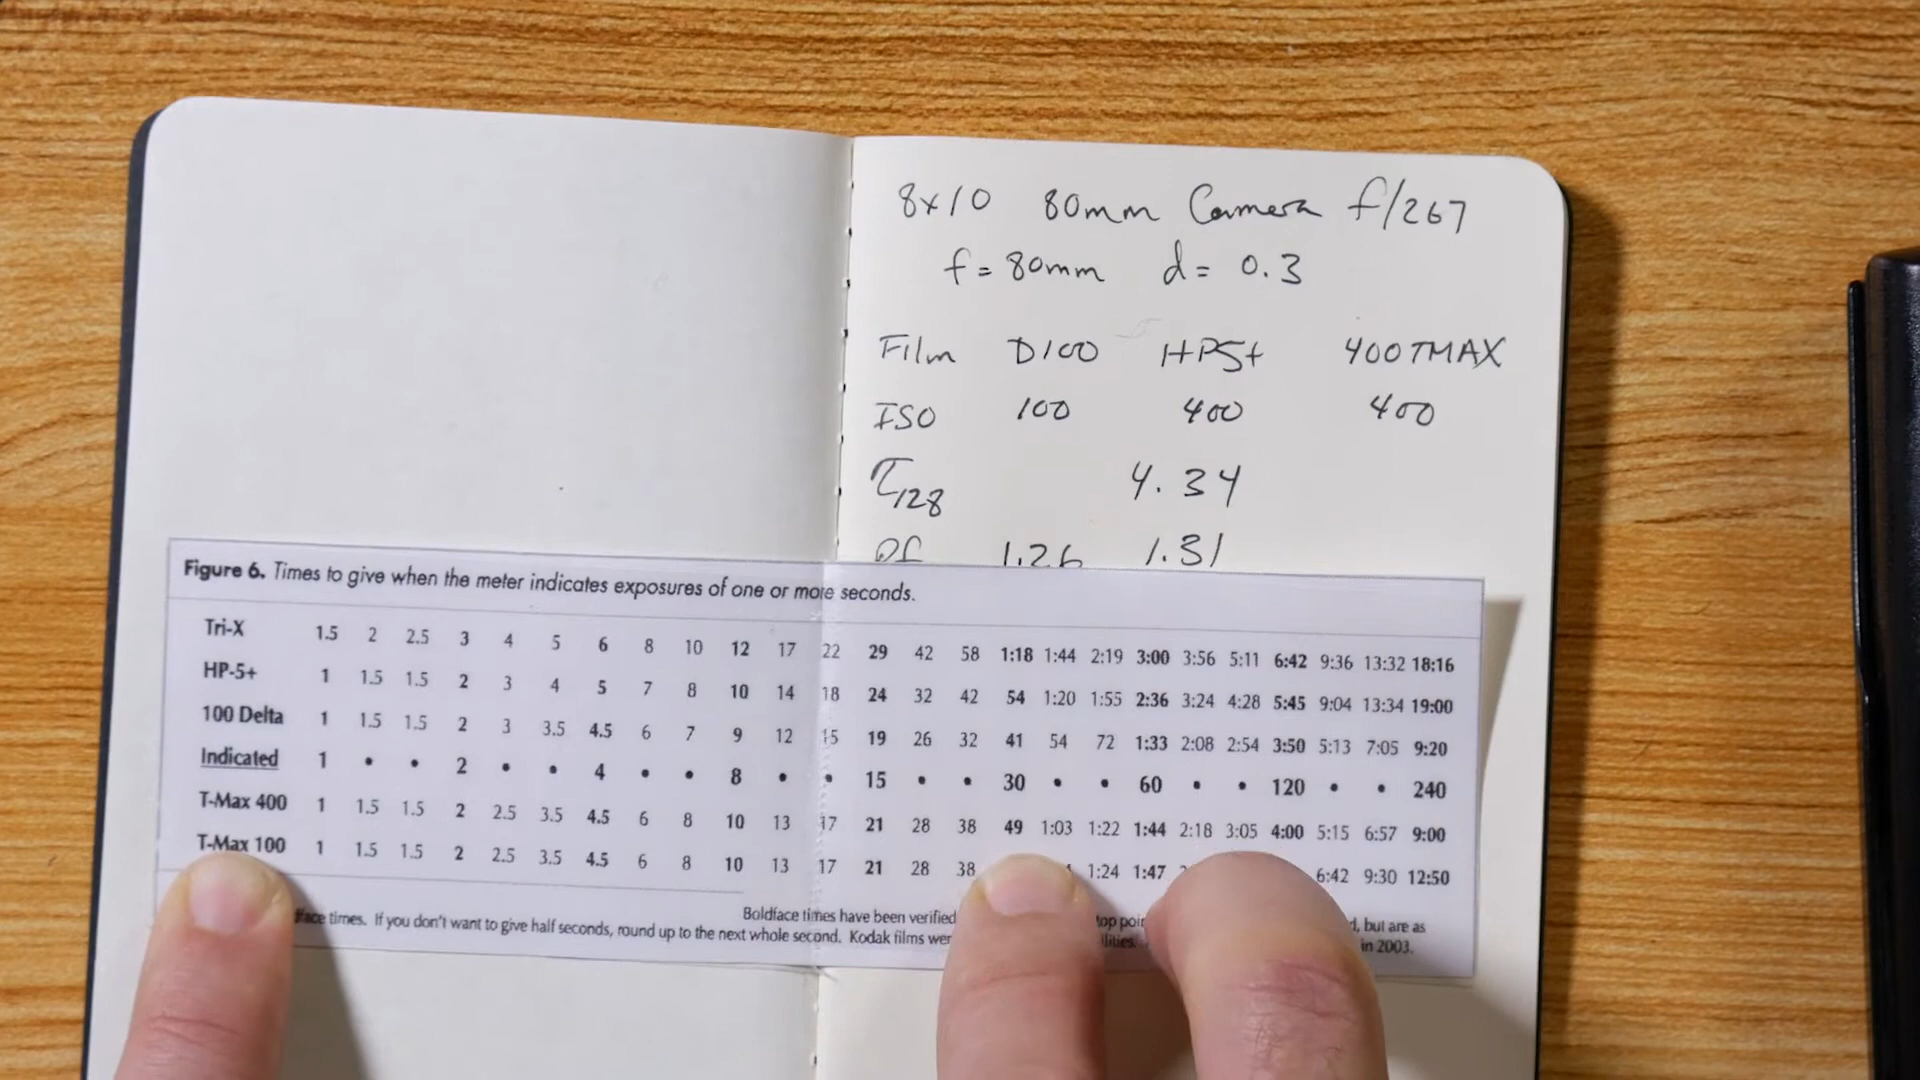 8x10 80mm Camera f/267
f = 80mm d = 0.3
Film D100 HP5+ 400TMAX
ISO 100 400 400
τ128 4.34
1.26 1.31
Figure 6. Times to give when the meter indicates exposures of one or more seconds.
Tri-X 1.5 2 2.5 3 4 5 6 8 10 12 17 22 29 42 58 1:18 1:44 2:19 3:00 3:56 5:11 6:42 9:36 13:32 18:16
HP-5+ 1 1.5 1.5 2 3 4 5 7 8 10 14 18 24 32 42 54 1:20 1:55 2:36 3:24 4:28 5:45 9:04 13:34 19:00
100 Delta 1 1.5 1.5 2 3 3.5 4.5 6 7 9 12 15 19 26 32 41 54 72 1:33 2:08 2:54 3:50 5:13 7:05 9:20
Indicated 1 • • 2 • • 4 • • 8 • • 15 • • 30 • • 60 • • 120 • • 240
T-Max 400 1 1.5 1.5 2 2.5 3.5 4.5 6 8 10 13 17 21 28 38 49 1:03 1:22 1:44 2:18 3:05 4:00 5:15 6:57 9:00
T-Max 100 1 1.5 1.5 2 2.5 3.5 4.5 6 8 10 13 17 21 28 38 1:24 1:47 6:42 9:30 12:50
Boldface times have been verified but are as
times. If you don't want to give half seconds, round up to the next whole second. Kodak films in 2003.